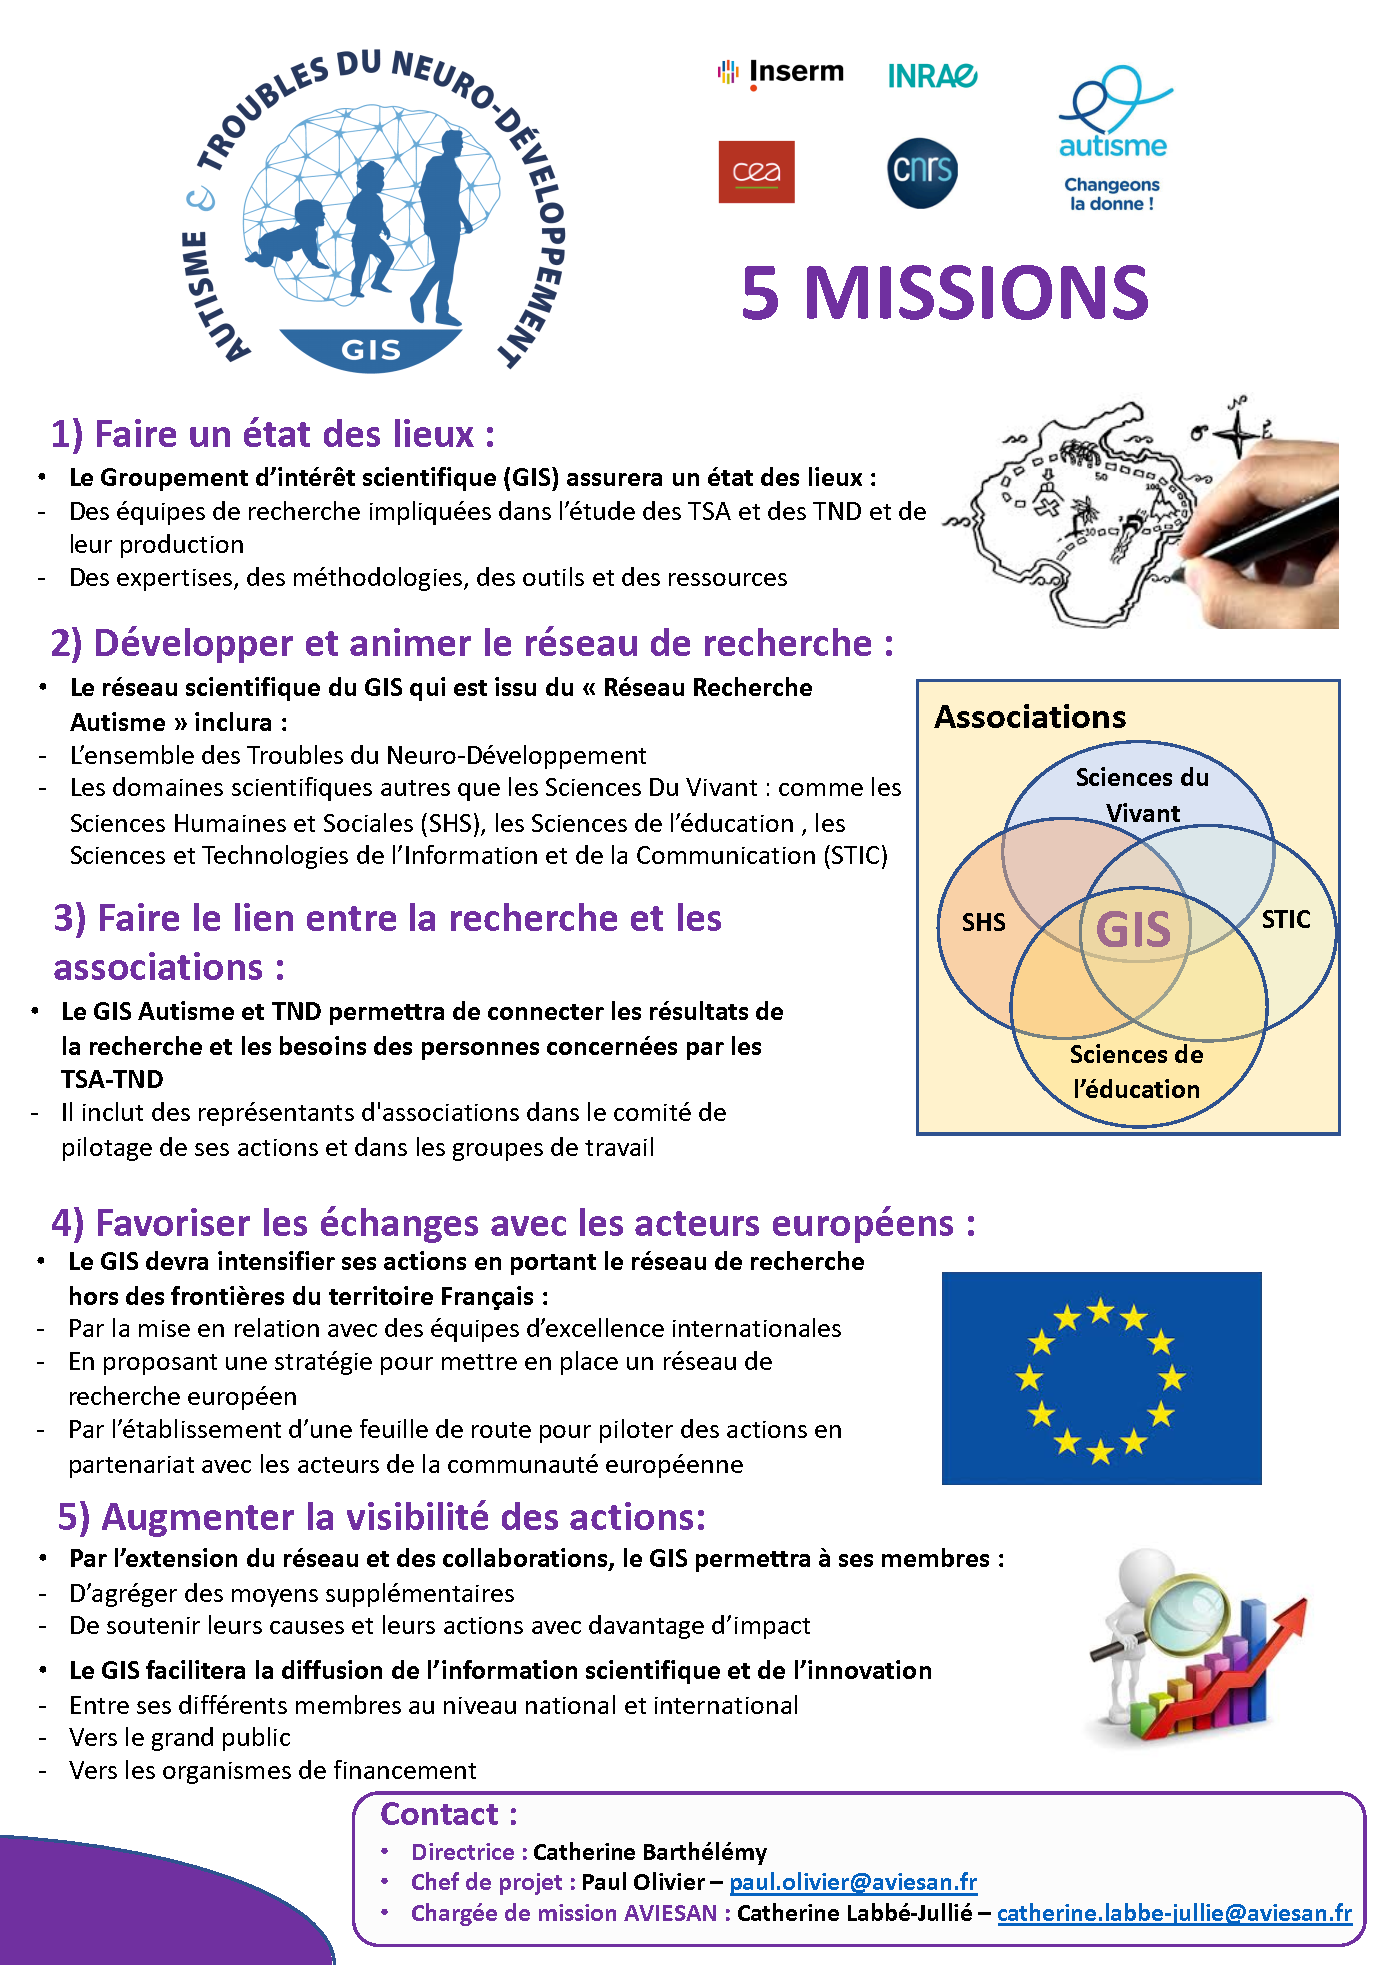 AUTISME & TROUBLES DU NEURO-DÉVELOPPEMENT
GIS
Inserm
INRAE
cea
cnrs
autisme
Changeons
la donne !
5 MISSIONS
1) Faire un état des lieux :
• Le Groupement d’intérêt scientifique (GIS) assurera un état des lieux :
- Des équipes de recherche impliquées dans l’étude des TSA et des TND et de
leur production
- Des expertises, des méthodologies, des outils et des ressources
N
O
E
50
100
10
30
2) Développer et animer le réseau de recherche :
• Le réseau scientifique du GIS qui est issu du « Réseau Recherche
Autisme » inclura :
- L’ensemble des Troubles du Neuro-Développement
- Les domaines scientifiques autres que les Sciences Du Vivant : comme les
Sciences Humaines et Sociales (SHS), les Sciences de l’éducation , les
Sciences et Technologies de l’Information et de la Communication (STIC)
Associations
Sciences du
Vivant
SHS
GIS
STIC
Sciences de
l’éducation
3) Faire le lien entre la recherche et les
associations :
• Le GIS Autisme et TND permettra de connecter les résultats de
la recherche et les besoins des personnes concernées par les
TSA-TND
- Il inclut des représentants d'associations dans le comité de
pilotage de ses actions et dans les groupes de travail
4) Favoriser les échanges avec les acteurs européens :
• Le GIS devra intensifier ses actions en portant le réseau de recherche
hors des frontières du territoire Français :
- Par la mise en relation avec des équipes d’excellence internationales
- En proposant une stratégie pour mettre en place un réseau de
recherche européen
- Par l’établissement d’une feuille de route pour piloter des actions en
partenariat avec les acteurs de la communauté européenne
5) Augmenter la visibilité des actions:
• Par l’extension du réseau et des collaborations, le GIS permettra à ses membres :
- D’agréger des moyens supplémentaires
- De soutenir leurs causes et leurs actions avec davantage d’impact
• Le GIS facilitera la diffusion de l’information scientifique et de l’innovation
- Entre ses différents membres au niveau national et international
- Vers le grand public
- Vers les organismes de financement
Contact :
• Directrice : Catherine Barthélémy
• Chef de projet : Paul Olivier – paul.olivier@aviesan.fr
• Chargée de mission AVIESAN : Catherine Labbé-Jullié – catherine.labbe-jullie@aviesan.fr